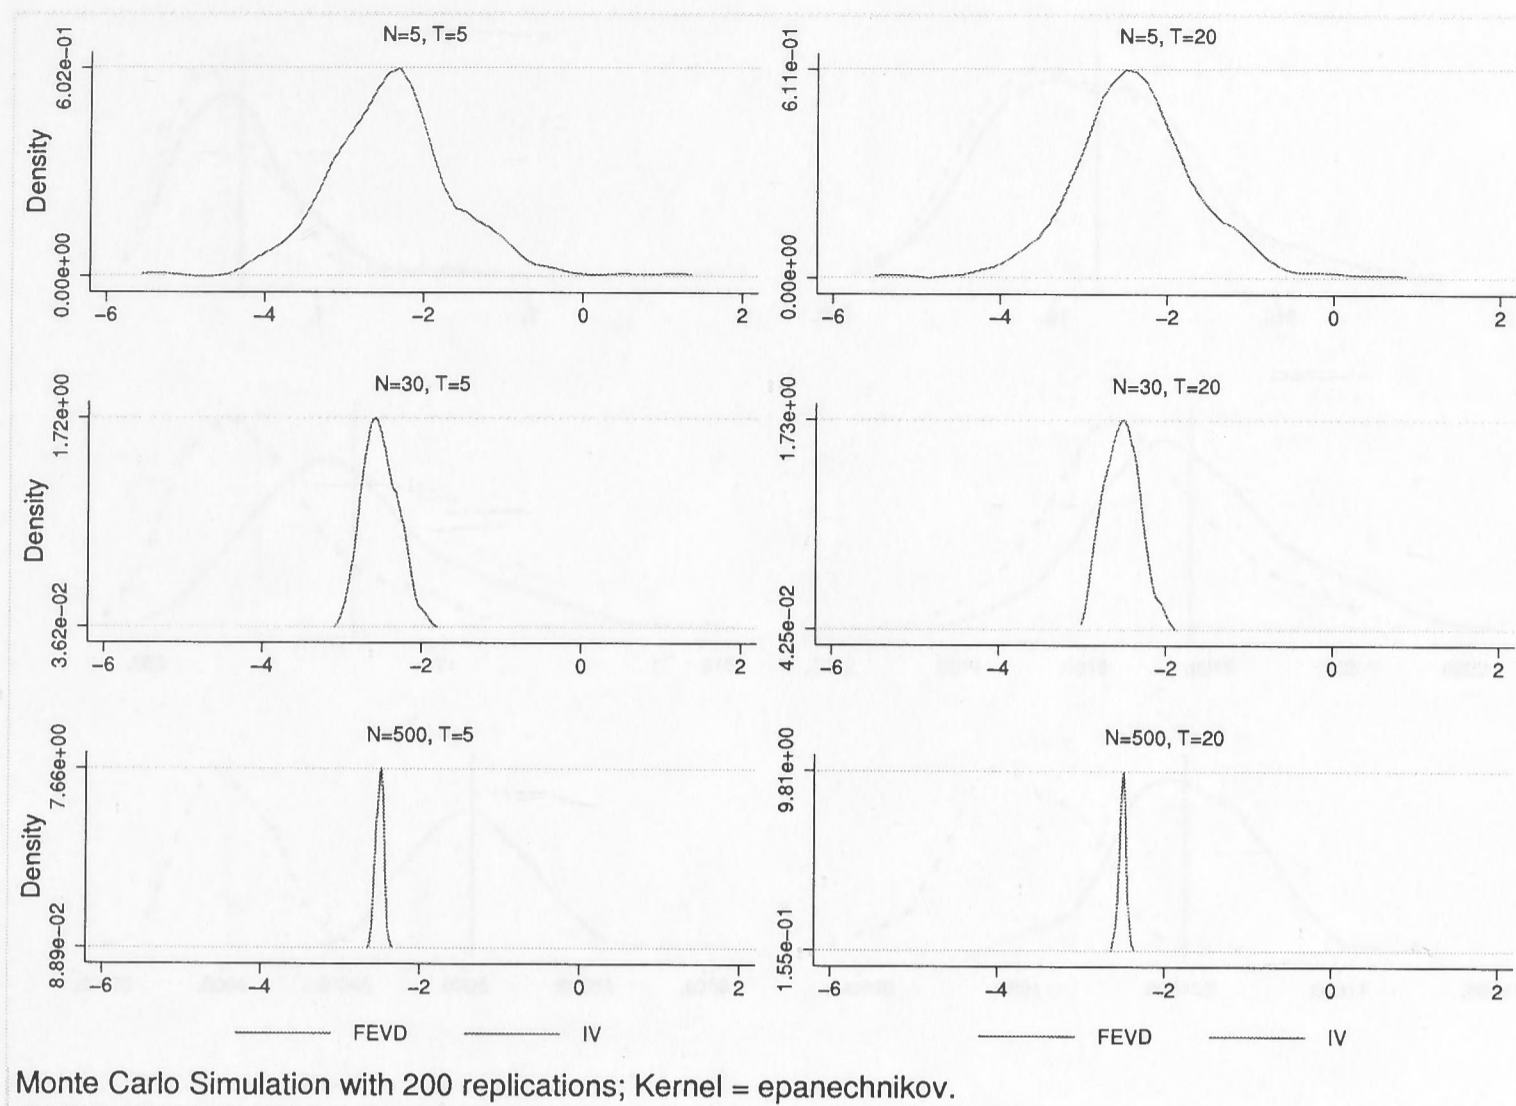 N=5, T=5
N=5, T=20
Density
6.02e−01
0.00e+00
−6 −4 −2 0 2
6.11e−01
0.00e+00
−6 −4 −2 0 2
N=30, T=5
N=30, T=20
Density
1.72e+00
3.62e−02
−6 −4 −2 0 2
1.73e+00
4.25e−02
−6 −4 −2 0 2
N=500, T=5
N=500, T=20
Density
7.66e+00
8.89e−02
−6 −4 −2 0 2
9.81e+00
1.55e−01
−6 −4 −2 0 2
FEVD IV
FEVD IV
Monte Carlo Simulation with 200 replications; Kernel = epanechnikov.